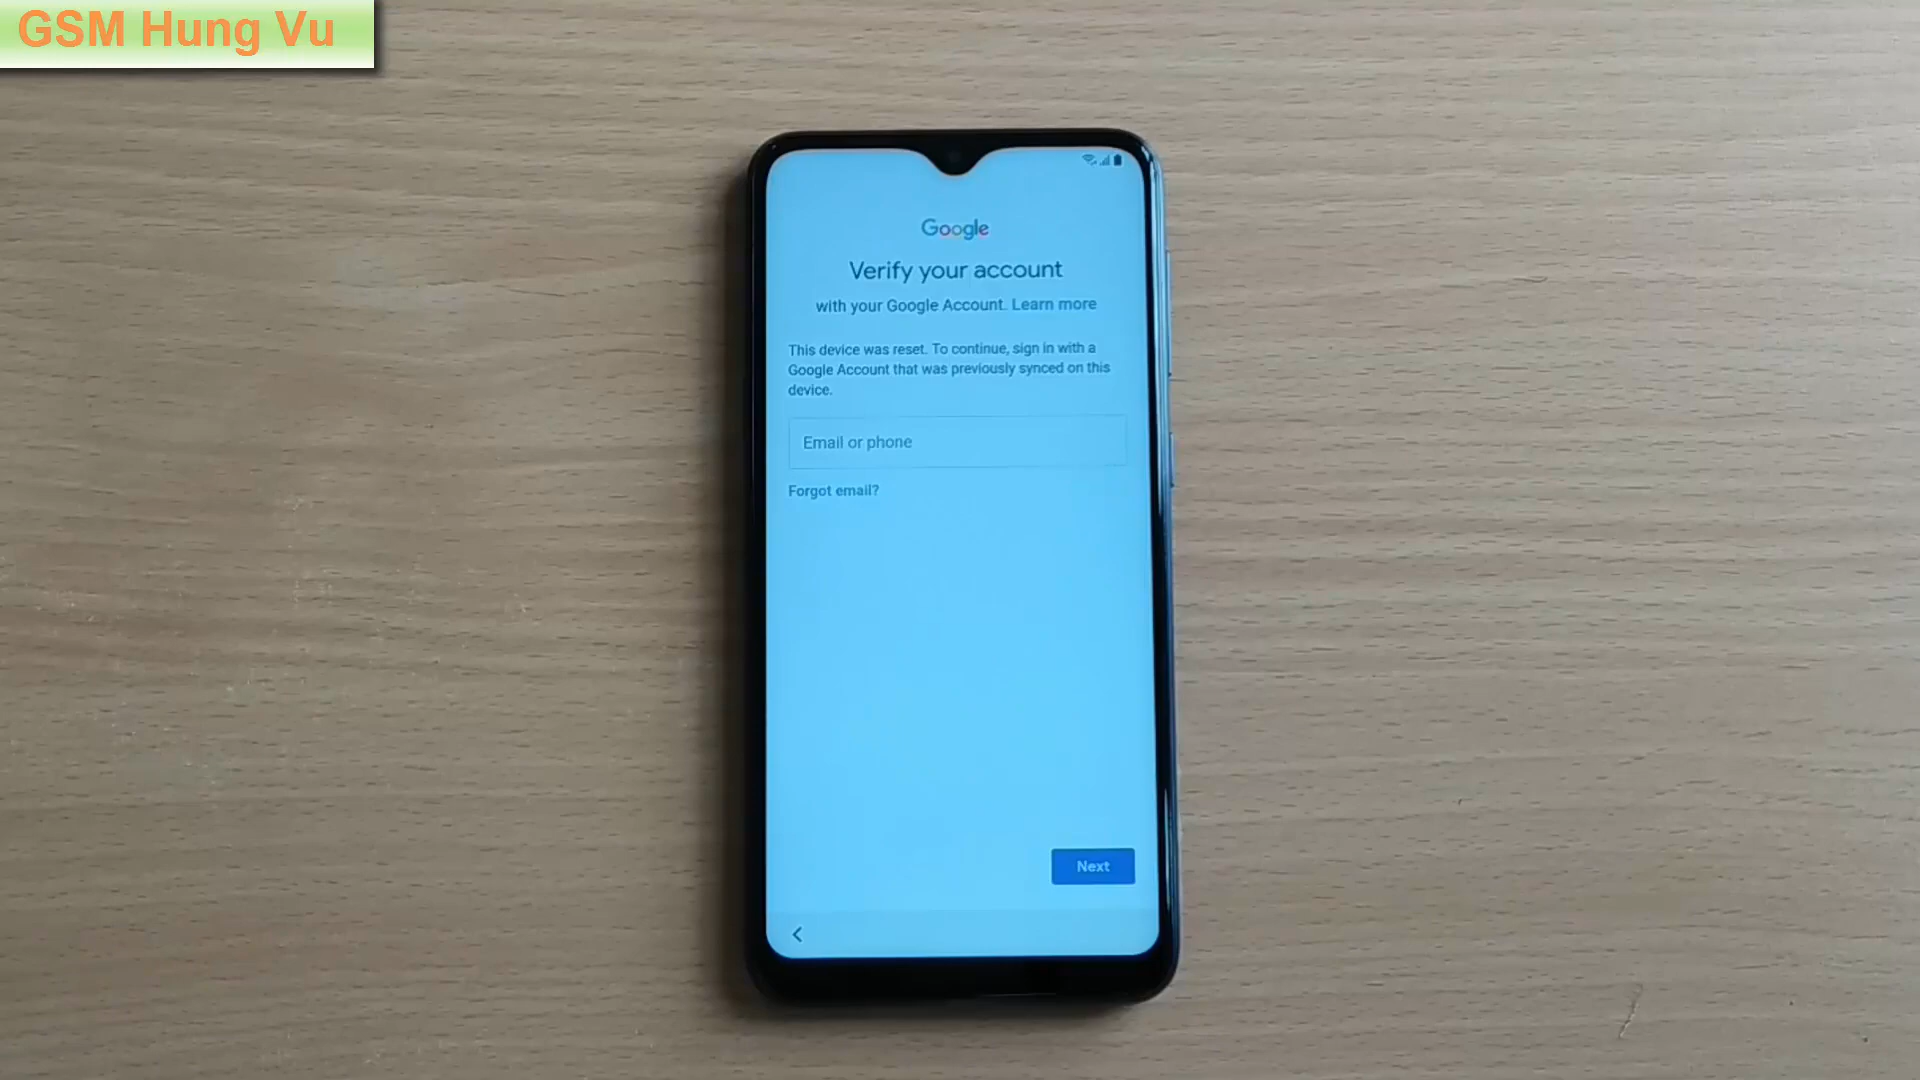 GSM Hung Vu
Google
Verify your account
with your Google Account. Learn more
This device was reset. To continue, sign in with a
Google Account that was previously synced on this
device.
Email or phone
Forgot email?
Next